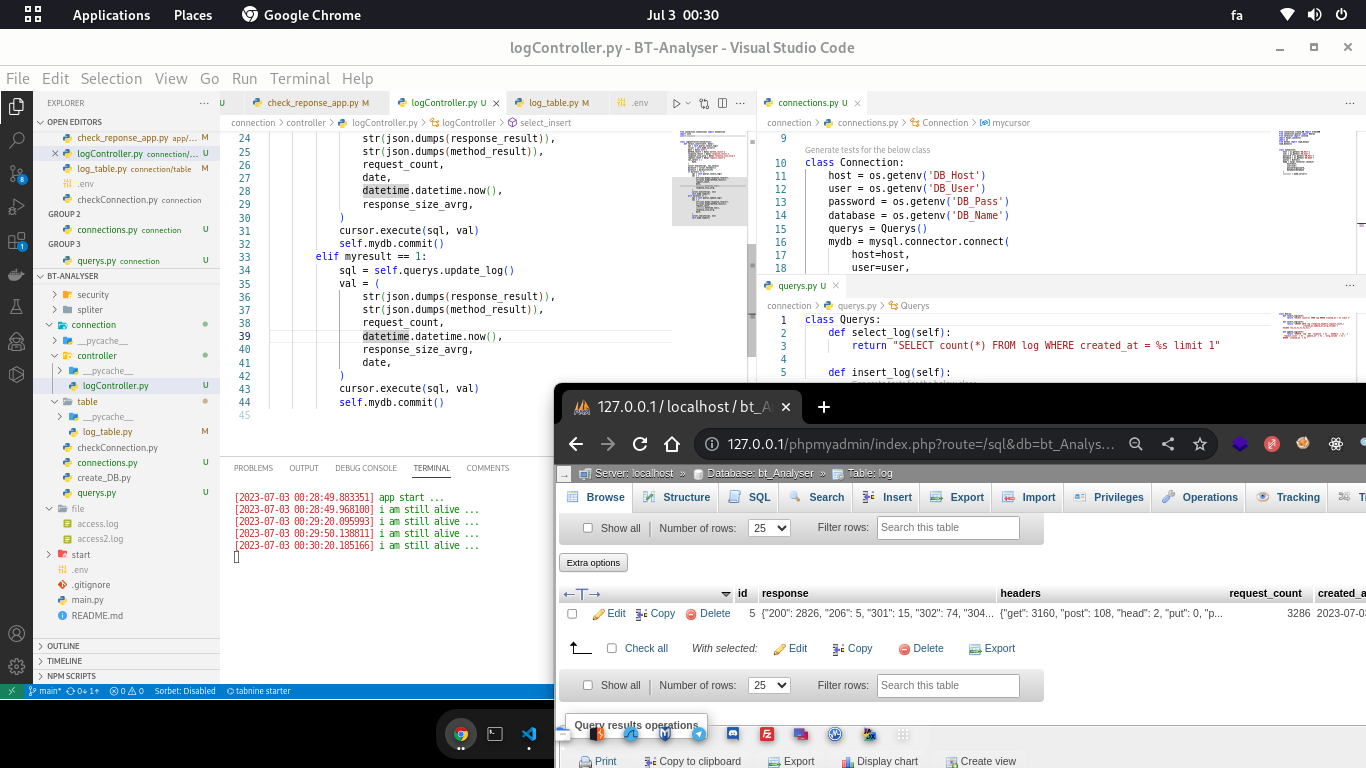 Applications Places Google Chrome Jul 3 00:30 fa
logController.py - BT-Analyser - Visual Studio Code
File Edit Selection View Go Run Terminal Help
EXPLORER
OPEN EDITORS
check_reponse_app.py app/... M
logController.py connection/... U
log_table.py connection/table M
.env
checkConnection.py connection
GROUP 2
connections.py connection U
GROUP 3
querys.py connection U
BT-ANALYSER
security
spliter
connection
__pycache__
controller
__pycache__
logController.py U
table
__pycache__
log_table.py M
checkConnection.py
connections.py U
create_DB.py
querys.py U
file
access.log
access2.log
start
.env
.gitignore
main.py
README.md
OUTLINE
TIMELINE
NPM SCRIPTS
main* 0↓ 1↑ 0 0 Sorbet: Disabled tabnine starter
8
1
U check_reponse_app.py M logController.py U log_table.py M .env
connection > controller > logController.py > logController > select_insert
24 str(json.dumps(response_result)),
25 str(json.dumps(method_result)),
26 request_count,
27 date,
28 datetime.datetime.now(),
29 response_size_avrg,
30 )
31 cursor.execute(sql, val)
32 self.mydb.commit()
33 elif myresult == 1:
34 sql = self.querys.update_log()
35 val = (
36 str(json.dumps(response_result)),
37 str(json.dumps(method_result)),
38 request_count,
39 datetime.datetime.now(),
40 response_size_avrg,
41 date,
42 )
43 cursor.execute(sql, val)
44 self.mydb.commit()
45
PROBLEMS OUTPUT DEBUG CONSOLE TERMINAL COMMENTS
[2023-07-03 00:28:49.883351] app start ...
[2023-07-03 00:28:49.968100] i am still alive ...
[2023-07-03 00:29:20.095993] i am still alive ...
[2023-07-03 00:29:50.138811] i am still alive ...
[2023-07-03 00:30:20.185166] i am still alive ...
connections.py U
connection > connections.py > Connection > mycursor
9
Generate tests for the below class
10 class Connection:
11 host = os.getenv('DB_Host')
12 user = os.getenv('DB_User')
13 password = os.getenv('DB_Pass')
14 database = os.getenv('DB_Name')
15 querys = Querys()
16 mydb = mysql.connector.connect(
17 host=host,
18 user=user,
querys.py U
connection > querys.py > Querys
1 class Querys:
2 def select_log(self):
3 return "SELECT count(*) FROM log WHERE created_at = %s limit 1"
4
5 def insert_log(self):
127.0.0.1 / localhost / bt_A
127.0.0.1/phpmyadmin/index.php?route=/sql&db=bt_Analys...
Server: localhost » Database: bt_Analyser » Table: log
Browse Structure SQL Search Insert Export Import Privileges Operations Tracking
Show all Number of rows: 25 Filter rows: Search this table
Extra options
id response headers request_count created_a
Edit Copy Delete 5 {"200": 2826, "206": 5, "301": 15, "302": 74, "304... {"get": 3160, "post": 108, "head": 2, "put": 0, "p... 3286 2023-07-03
Check all With selected: Edit Copy Delete Export
Show all Number of rows: 25 Filter rows: Search this table
Query results operations
Print Copy to clipboard Export Display chart Create view